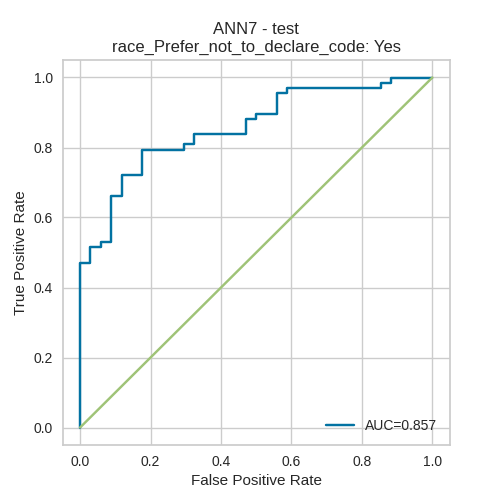 ANN7 - test
race_Prefer_not_to_declare_code: Yes
True Positive Rate
1.0
0.8
0.6
0.4
0.2
0.0
AUC=0.857
0.0 0.2 0.4 0.6 0.8 1.0
False Positive Rate